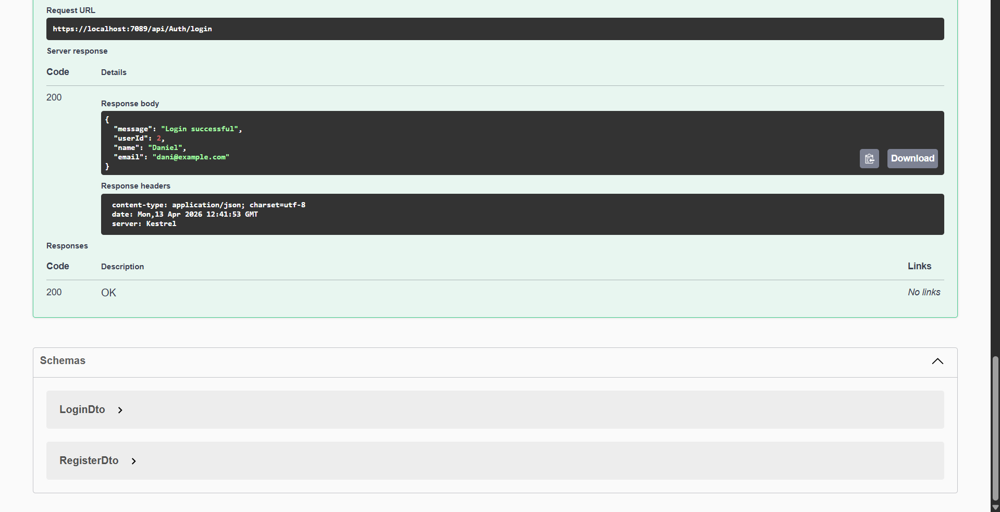 Request URL
https://localhost:7089/api/Auth/login
Server response
Code Details
200
Response body
{
"message": "Login successful",
"userId": 2,
"name": "Daniel",
"email": "dani@example.com"
}
Download
Response headers
content-type: application/json; charset=utf-8
date: Mon,13 Apr 2026 12:41:53 GMT
server: Kestrel
Responses
Code Description Links
200 OK No links
Schemas
LoginDto
RegisterDto